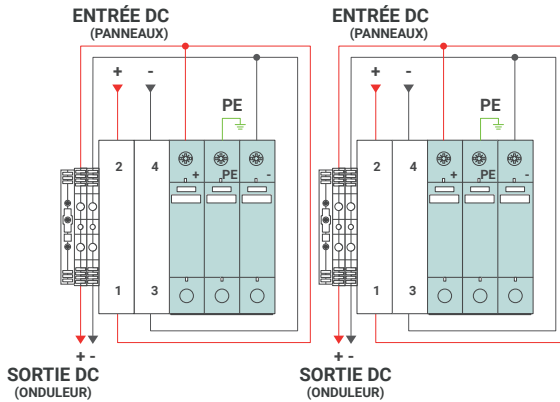 ENTRÉE DC
(PANNEAUX)
+ -
PE
2 4
+ PE -
1 3
+ -
SORTIE DC
(ONDULEUR)
ENTRÉE DC
(PANNEAUX)
+ -
PE
2 4
+ PE -
1 3
+ -
SORTIE DC
(ONDULEUR)